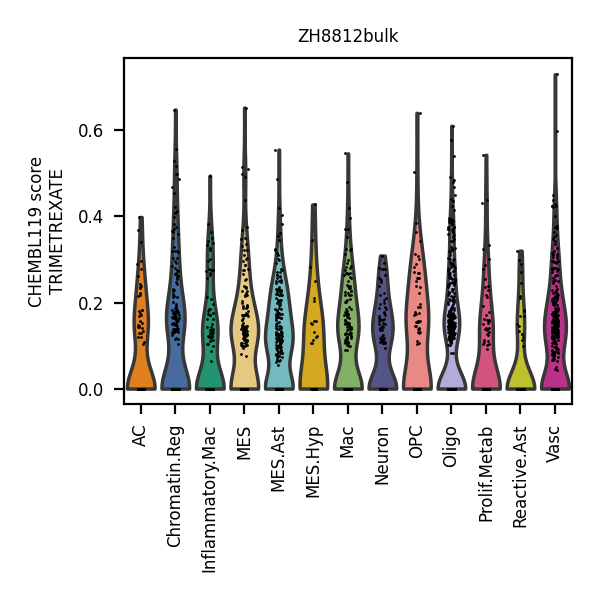 ZH8812bulk
CHEMBL119 score
TRIMETREXATE
0.6
0.4
0.2
0.0
AC
Chromatin.Reg
Inflammatory.Mac
MES
MES.Ast
MES.Hyp
Mac
Neuron
OPC
Oligo
Prolif.Metab
Reactive.Ast
Vasc